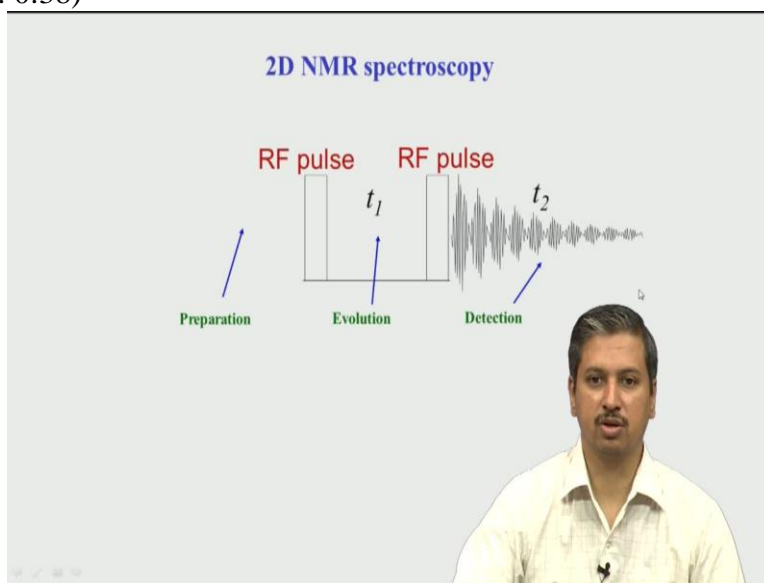 2D NMR spectroscopy
RF pulse RF pulse
t1 t2
Preparation Evolution Detection